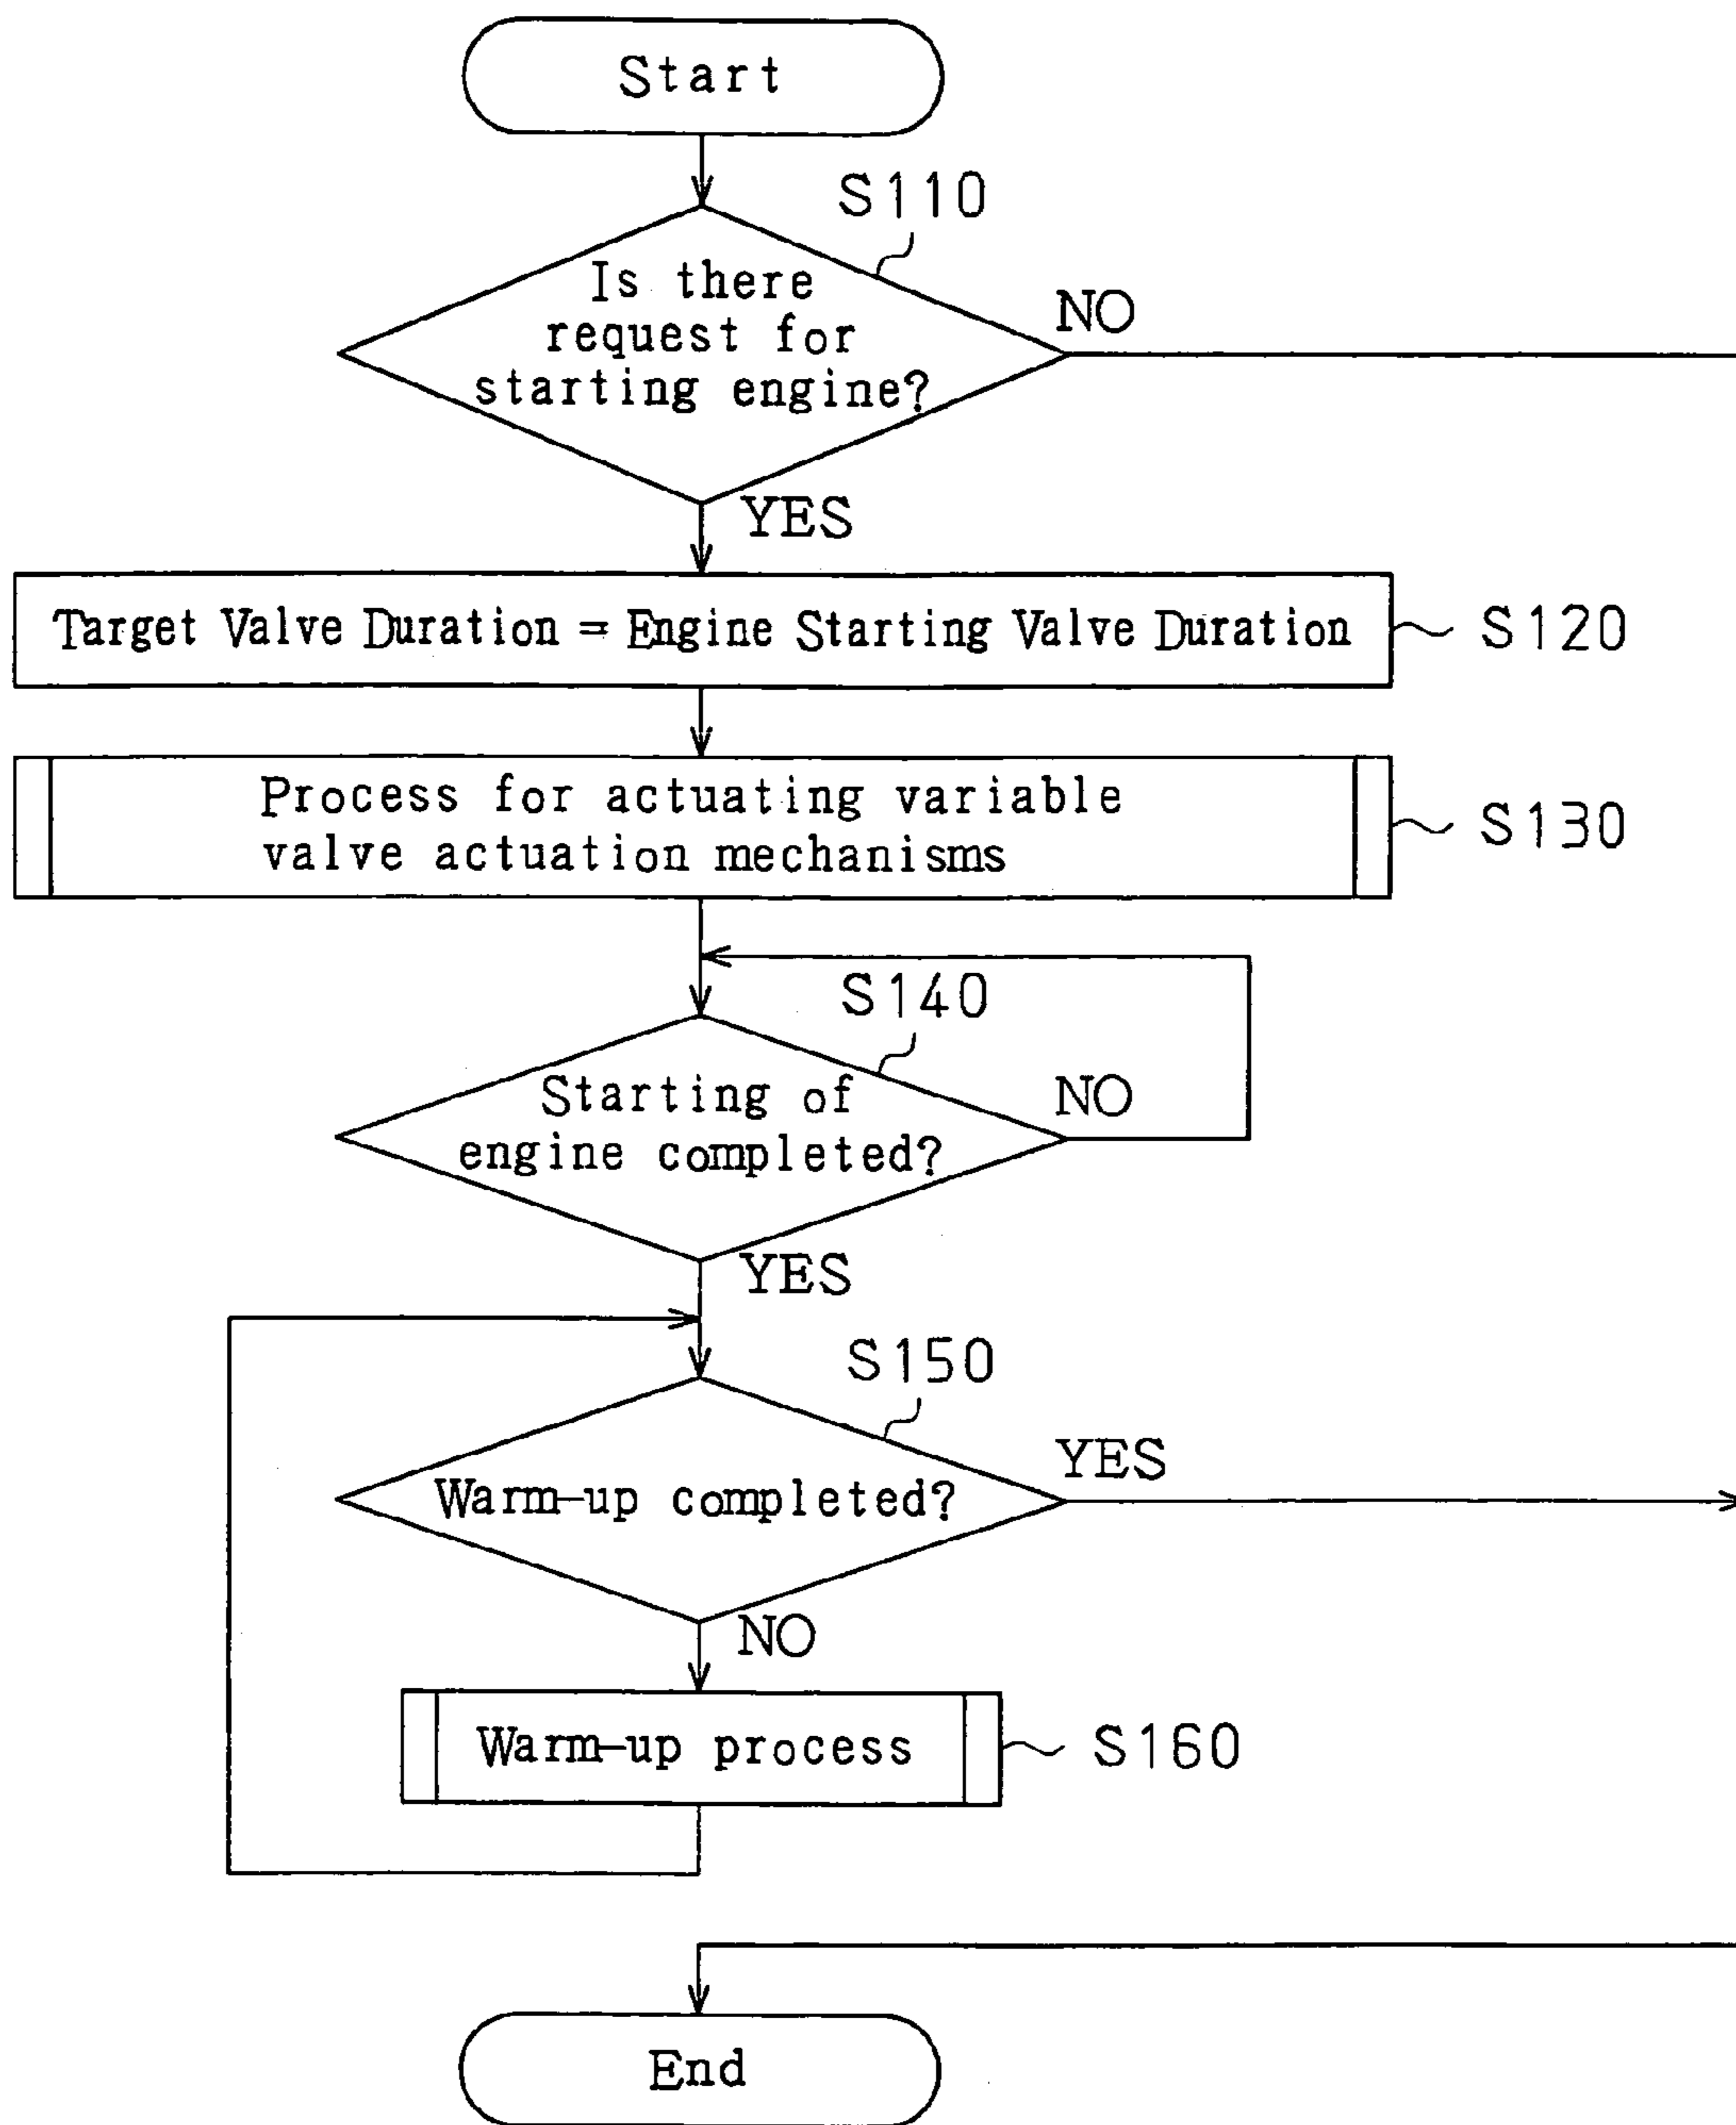 Start
S110
Is there
request for
starting engine?
NO
YES
Target Valve Duration = Engine Starting Valve Duration
S120
Process for actuating variable
valve actuation mechanisms
S130
S140
Starting of
engine completed?
NO
YES
S150
Warm-up completed?
YES
NO
Warm-up process
S160
End